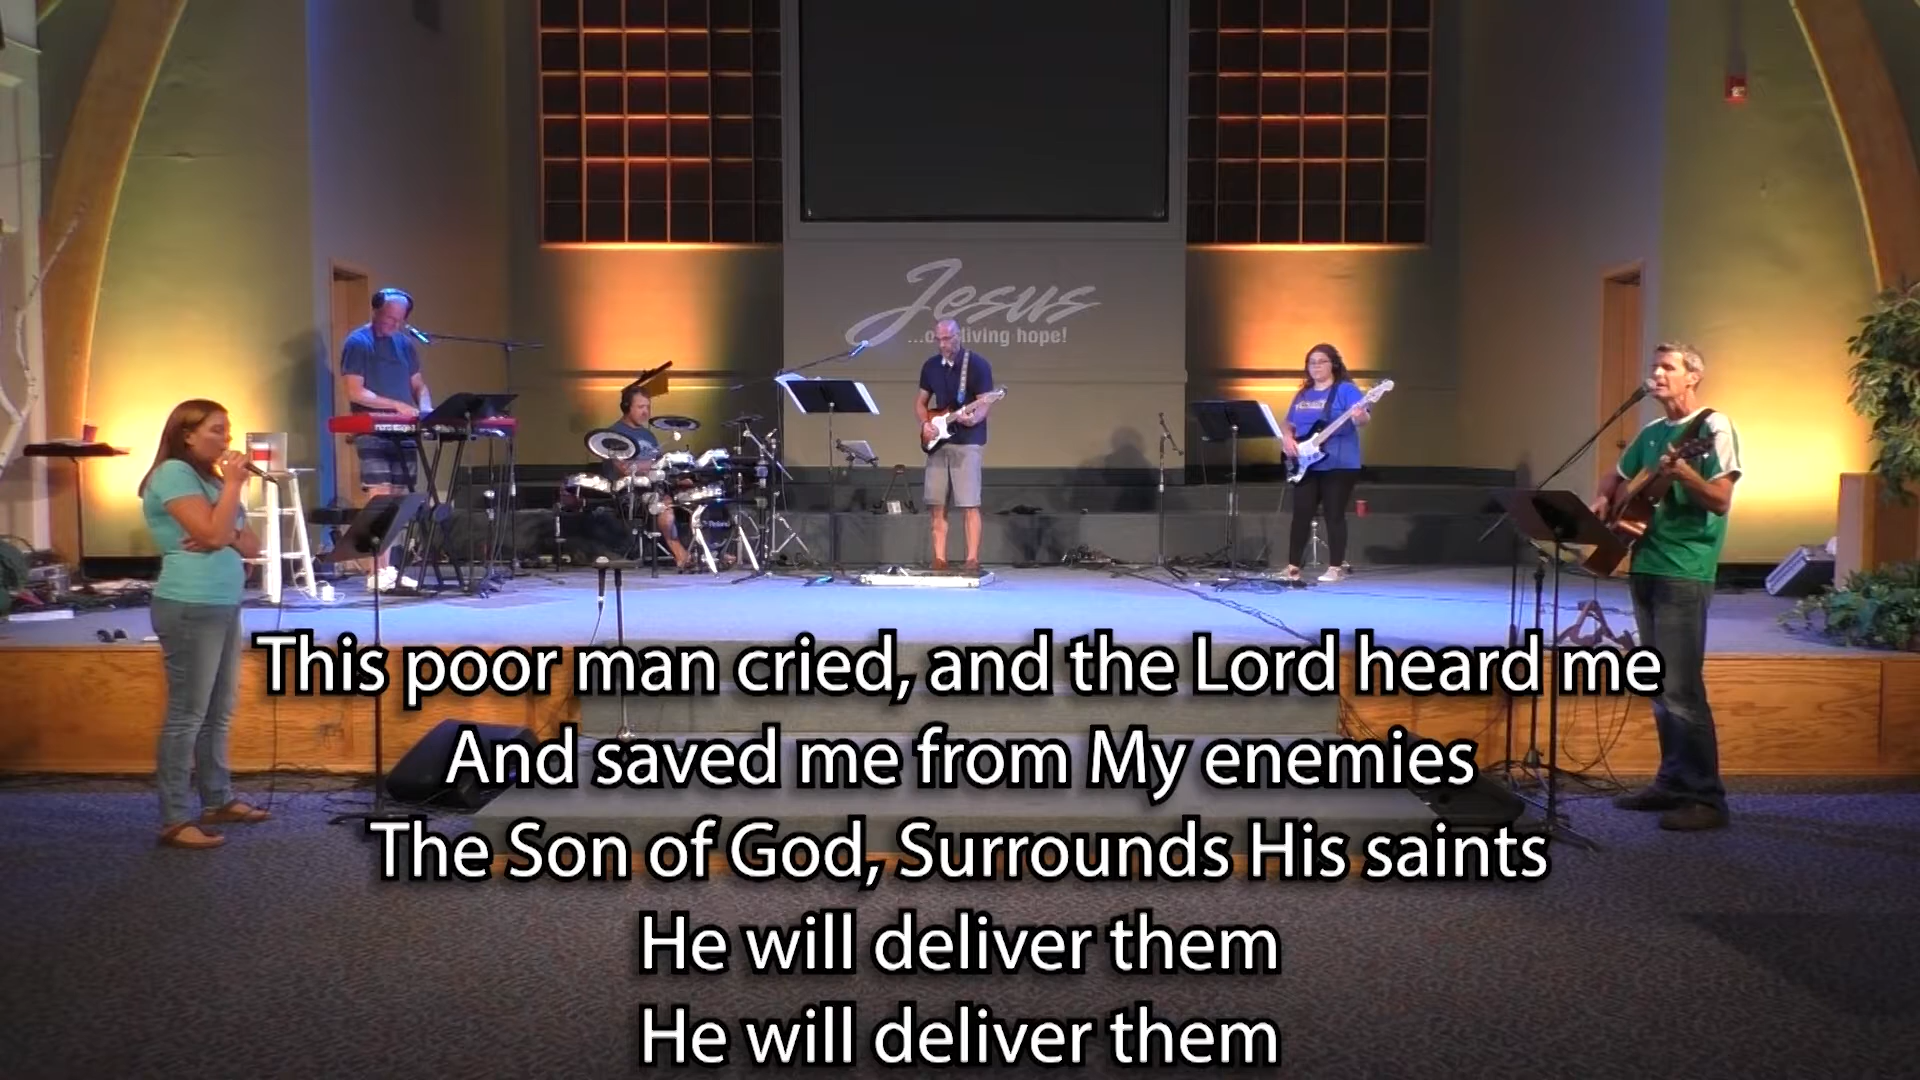 Jesus
...our living hope!
This poor man cried, and the Lord heard me
And saved me from My enemies
The Son of God, Surrounds His saints
He will deliver them
He will deliver them